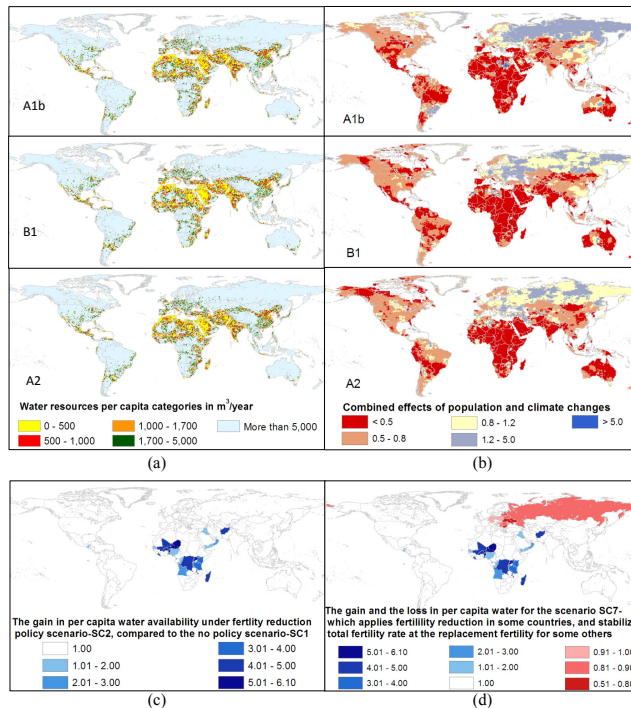 A1b
A1b
B1
B1
A2
A2
Water resources per capita categories in m³/year
0 - 500
1,000 - 1,700
More than 5,000
500 - 1,000
1,700 - 5,000
Combined effects of population and climate changes
< 0.5
0.8 - 1.2
> 5.0
0.5 - 0.8
1.2 - 5.0
(a)
(b)
The gain in per capita water availability under fertlity reduction
policy scenario-SC2, compared to the no policy scenario-SC1
1.00
3.01 - 4.00
1.01 - 2.00
4.01 - 5.00
2.01 - 3.00
5.01 - 6.10
The gain and the loss in per capita water for the scenario SC7-
which applies fertilility reduction in some countries, and stabiliz
total fertility rate at the replacement fertility for some others
5.01 - 6.10
2.01 - 3.00
0.91 - 1.00
4.01 - 5.00
1.01 - 2.00
0.81 - 0.90
3.01 - 4.00
1.00
0.51 - 0.80
(c)
(d)